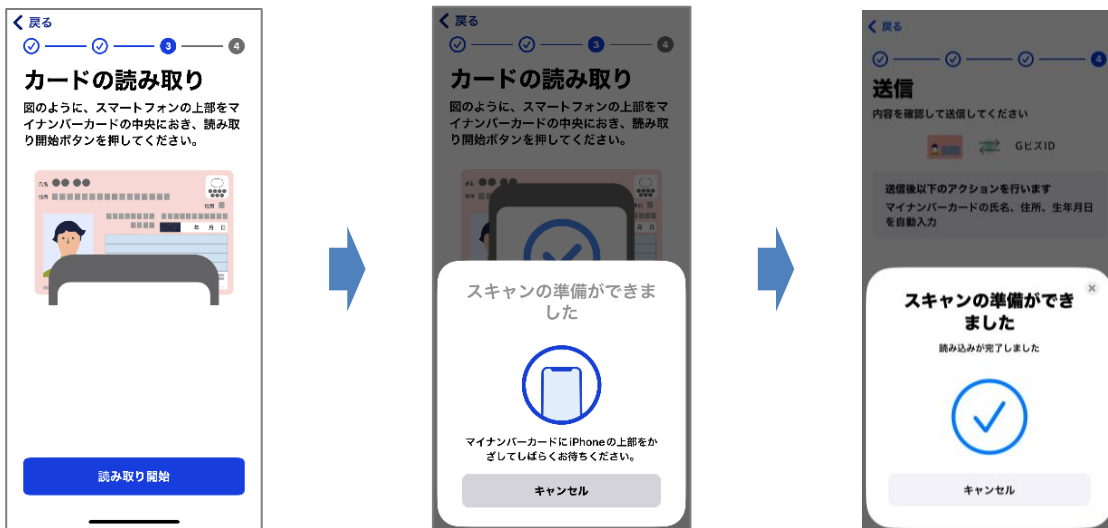 戻る
3
4
カードの読み取り
図のように、スマートフォンの上部をマ
イナンバーカードの中央におき、読み取
り開始ボタンを押してください。
氏名
住所
性別
年 月 日
読み取り開始
戻る
3
4
カードの読み取り
図のように、スマートフォンの上部をマ
イナンバーカードの中央におき、読み取
り開始ボタンを押してください。
スキャンの準備ができま
した
マイナンバーカードにiPhoneの上部をか
ざしてしばらくお待ちください。
キャンセル
戻る
4
送信
内容を確認して送信してください
GビズID
送信後以下のアクションを行います
マイナンバーカードの氏名、住所、生年月日
を自動入力
スキャンの準備ができ
ました
読み込みが完了しました
キャンセル